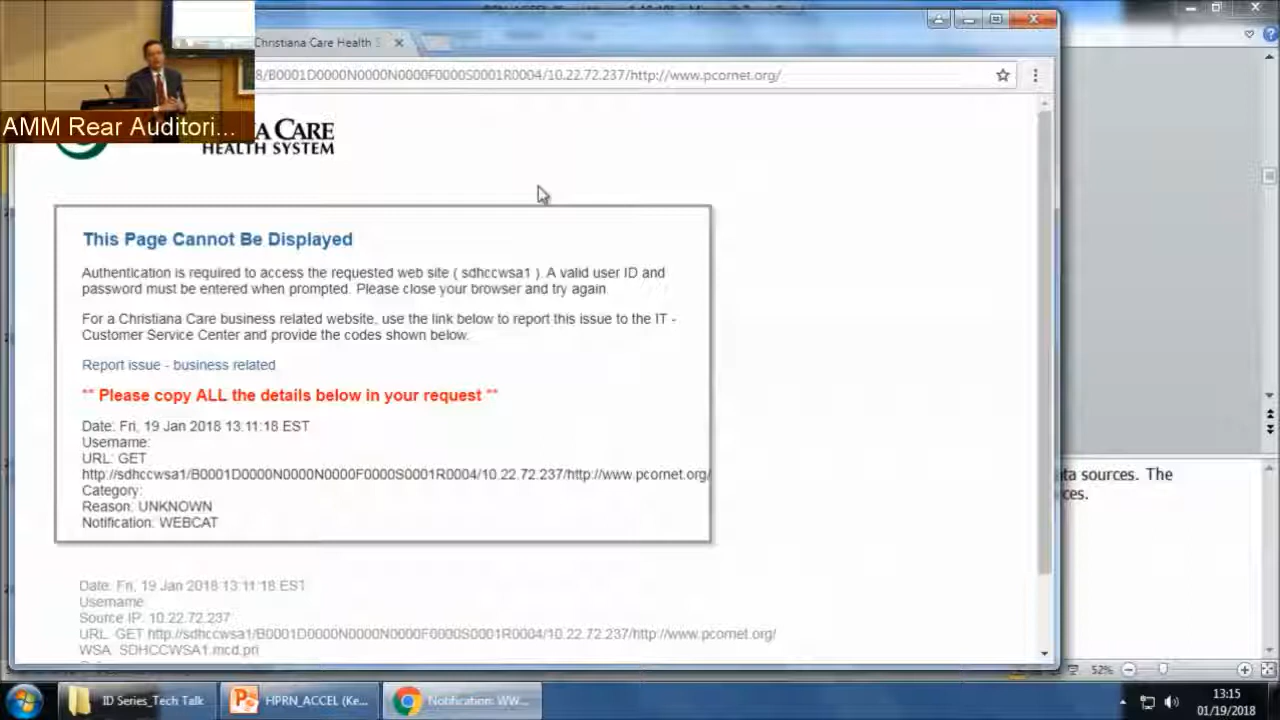 Christiana Care Health S
8/B0001D0000N0000N0000F0000S0001R0004/10.22.72.237/http://www.pcornet.org/
AMM Rear Auditori...
A CARE
HEALTH SYSTEM
This Page Cannot Be Displayed
Authentication is required to access the requested web site ( sdhccwsa1 ). A valid user ID and
password must be entered when prompted. Please close your browser and try again.
For a Christiana Care business related website, use the link below to report this issue to the IT -
Customer Service Center and provide the codes shown below.
Report issue - business related
** Please copy ALL the details below in your request **
Date: Fri, 19 Jan 2018 13:11:18 EST
Username:
URL: GET
http://sdhccwsa1/B0001D0000N0000N0000F0000S0001R0004/10.22.72.237/http://www.pcornet.org/
Category:
Reason: UNKNOWN
Notification: WEBCAT
Date: Fri, 19 Jan 2018 13:11:18 EST
Username:
Source IP: 10.22.72.237
URL: GET http://sdhccwsa1/B0001D0000N0000N0000F0000S0001R0004/10.22.72.237/http://www.pcornet.org/
WSA: SDHCCWSA1.mcd.pri
ta sources. The
ces.
52%
ID Series_Tech Talk
HPRN_ACCEL (Ke...
Notification: WW...
13:15
01/19/2018